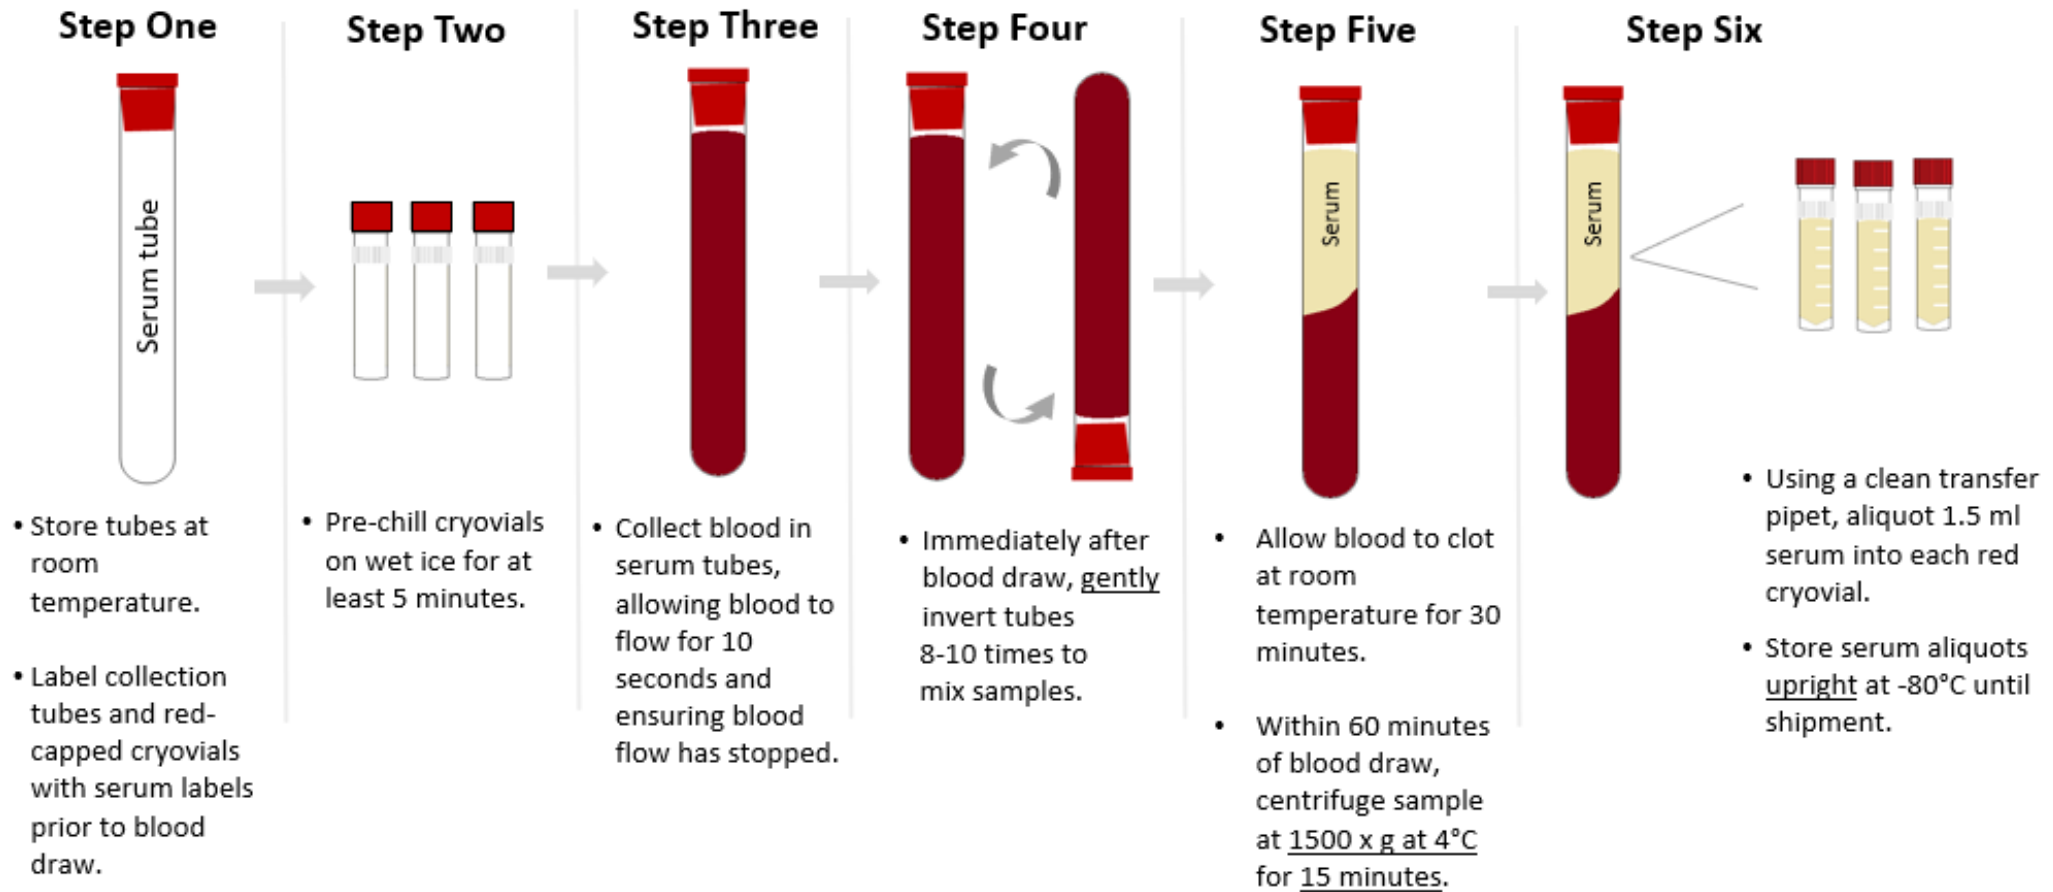 Step One
Serum tube
• Store tubes at
room
temperature.
• Label collection
tubes and red-
capped cryovials
with serum labels
prior to blood
draw.
Step Two
• Pre-chill cryovials
on wet ice for at
least 5 minutes.
Step Three
• Collect blood in
serum tubes,
allowing blood to
flow for 10
seconds and
ensuring blood
flow has stopped.
Step Four
• Immediately after
blood draw, gently
invert tubes
8-10 times to
mix samples.
Step Five
Serum
• Allow blood to clot
at room
temperature for 30
minutes.
• Within 60 minutes
of blood draw,
centrifuge sample
at 1500 x g at 4°C
for 15 minutes.
Step Six
Serum
• Using a clean transfer
pipet, aliquot 1.5 ml
serum into each red
cryovial.
• Store serum aliquots
upright at -80°C until
shipment.